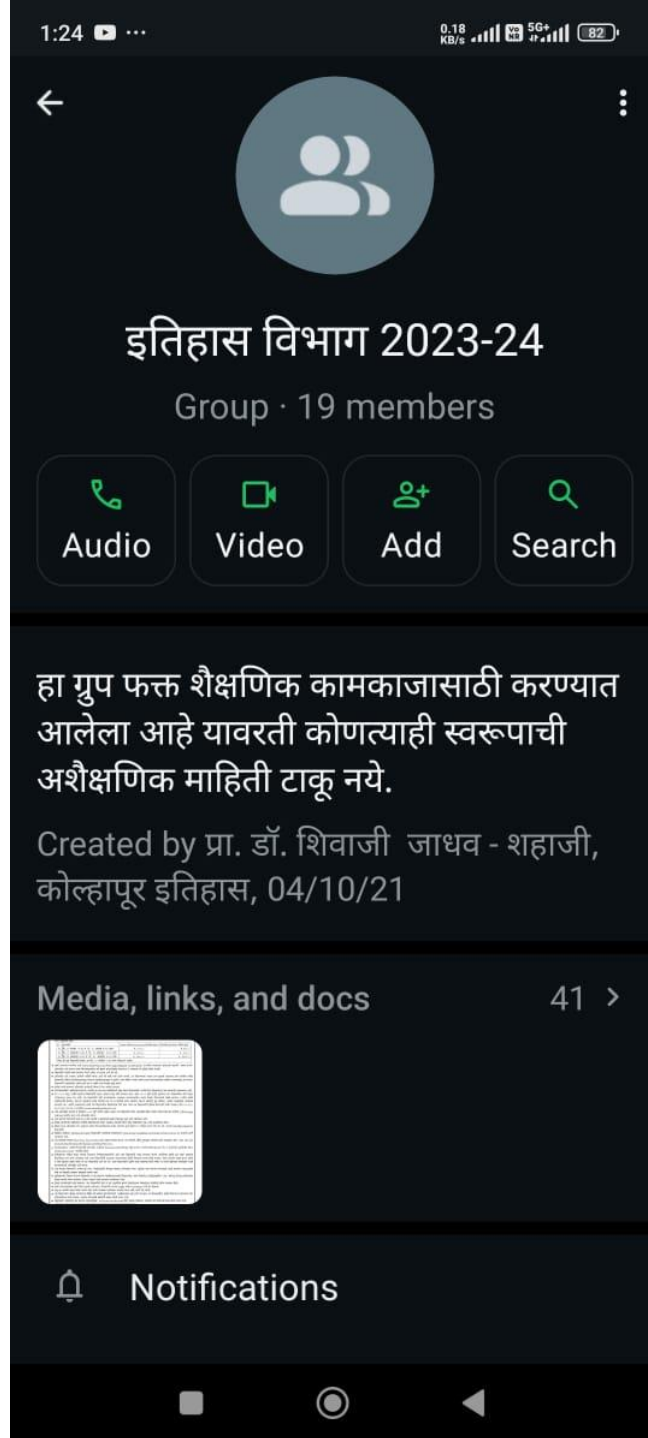 1:24 ...
0.18 KB/s Vo NR 5G+ 82
इतिहास विभाग 2023-24
Group · 19 members
Audio Video Add Search
हा ग्रुप फक्त शैक्षणिक कामकाजासाठी करण्यात
आलेला आहे यावरती कोणत्याही स्वरूपाची
अशैक्षणिक माहिती टाकू नये.
Created by प्रा. डॉ. शिवाजी जाधव - शहाजी,
कोल्हापूर इतिहास, 04/10/21
Media, links, and docs 41 >
Notifications